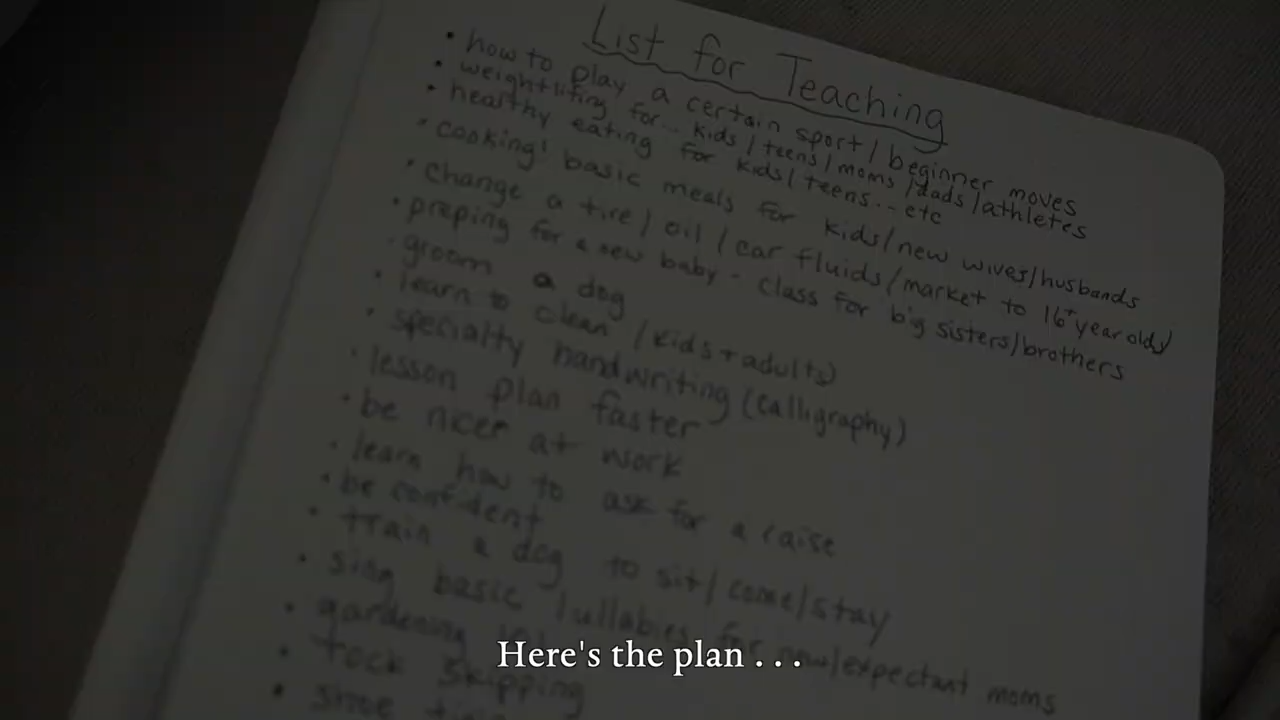 List for Teaching
• how to play a certain sport / beginner moves
• weightlifting for.. kids / teens / moms / dads / athletes
• healthy eating for kids / teens... etc
• cooking: basic meals for kids / new wives / husbands
• change a tire / oil / car fluids / market to 16+ year olds /
• preping for a new baby - class for big sisters / brothers
• groom a dog
• learn to clean / kids + adults)
• specialty handwriting (calligraphy)
• lesson plan faster
• be nicer at work
• learn how to ask for a raise
• be confident
• train a dog to sit / come / stay
• sing basic lullabies for new / expectant moms
• gardening
• rock skipping
• shoe
Here's the plan . . .